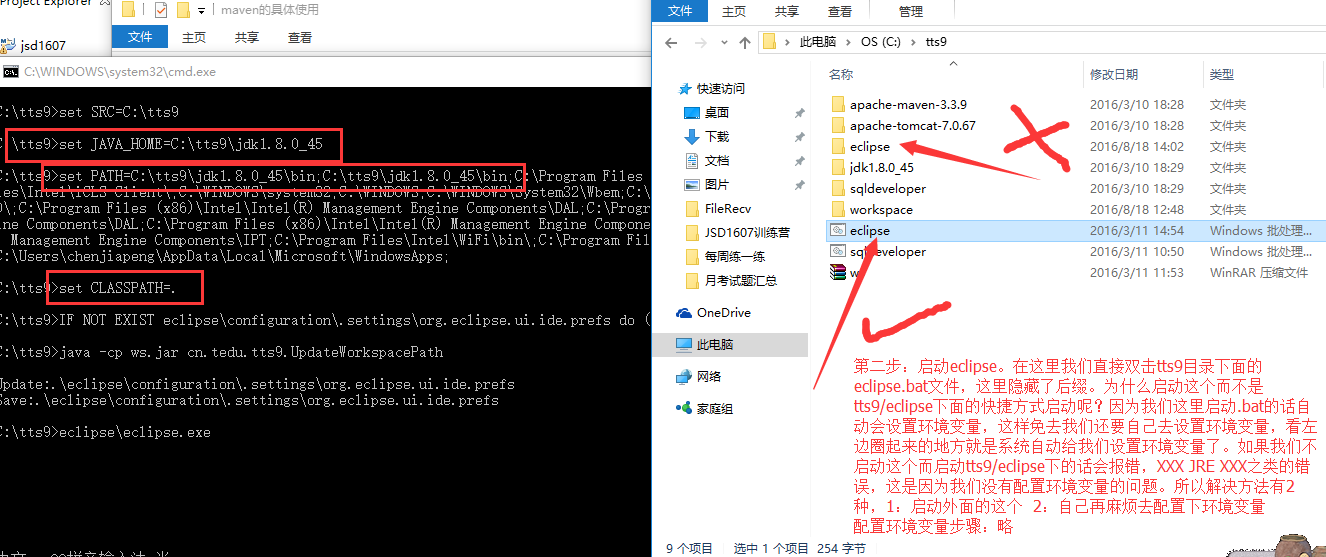 Project Explorer
jsd1607
maven的具体使用
文件 主页 共享 查看
C:\WINDOWS\system32\cmd.exe
C:\tts9>set SRC=C:\tts9
C:\tts9>set JAVA_HOME=C:\tts9\jdk1.8.0_45
C:\tts9>set PATH=C:\tts9\jdk1.8.0_45\bin;C:\tts9\jdk1.8.0_45\bin;C:\Program Files
les\Intel\iCLS Client\;C:\WINDOWS\system32;C:\WINDOWS;C:\WINDOWS\System32\Wbem;C:\
0\;C:\Program Files (x86)\Intel\Intel(R) Management Engine Components\DAL;C:\Prog
ine Components\DAL;C:\Program Files (x86)\Intel\Intel(R) Management Engine Compon
Management Engine Components\IPT;C:\Program Files\Intel\WiFi\bin\;C:\Program Fil
C:\Users\chenjiapeng\AppData\Local\Microsoft\WindowsApps;
C:\tts9>set CLASSPATH=.
C:\tts9>IF NOT EXIST eclipse\configuration\.settings\org.eclipse.ui.ide.prefs do (
C:\tts9>java -cp ws.jar cn.tedu.tts9.UpdateWorkspacePath
Update:.\eclipse\configuration\.settings\org.eclipse.ui.ide.prefs
Save:.\eclipse\configuration\.settings\org.eclipse.ui.ide.prefs
C:\tts9>eclipse\eclipse.exe
文件 主页 共享 查看 管理
此电脑 > OS (C:) > tts9
快速访问
桌面
下载
文档
图片
FileRecv
JSD1607训练营
每周练一练
月考试题汇总
OneDrive
此电脑
网络
家庭组
名称 修改日期 类型
apache-maven-3.3.9 2016/3/10 18:28 文件夹
apache-tomcat-7.0.67 2016/3/10 18:28 文件夹
eclipse 2016/8/18 14:02 文件夹
jdk1.8.0_45 2016/3/10 18:29 文件夹
sqldeveloper 2016/3/10 18:29 文件夹
workspace 2016/8/18 12:48 文件夹
eclipse 2016/3/11 14:54 Windows 批处理...
sqldeveloper 2016/3/11 10:50 Windows 批处理...
2016/3/11 11:53 WinRAR 压缩文件
第二步：启动eclipse。在这里我们直接双击tts9目录下面的
eclipse.bat文件，这里隐藏了后缀。为什么启动这个而不是
tts9/eclipse下面的快捷方式启动呢？因为我们这里启动.bat的话自
动会设置环境变量，这样免去我们还要自己去设置环境变量，看左
边圈起来的地方就是系统自动给我们设置环境变量了。如果我们不
启动这个而启动tts9/eclipse下的话会报错，XXX JRE XXX之类的错
误，这是因为我们没有配置环境变量的问题。所以解决方法有2
种，1：启动外面的这个 2：自己再麻烦去配置下环境变量
配置环境变量步骤：略
9 个项目 选中 1 个项目 254 字节